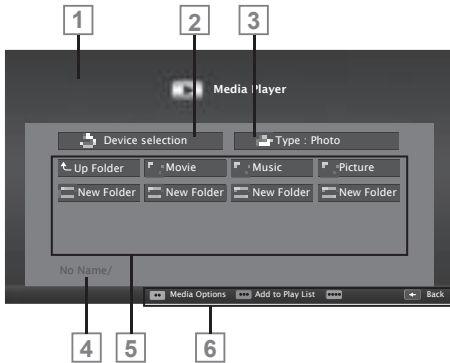 1 2 3
Media Player
Device selection Type : Photo
Up Folder Movie Music Picture
New Folder New Folder New Folder New Folder
No Name/
Media Options Add to Play List Back
4 5 6